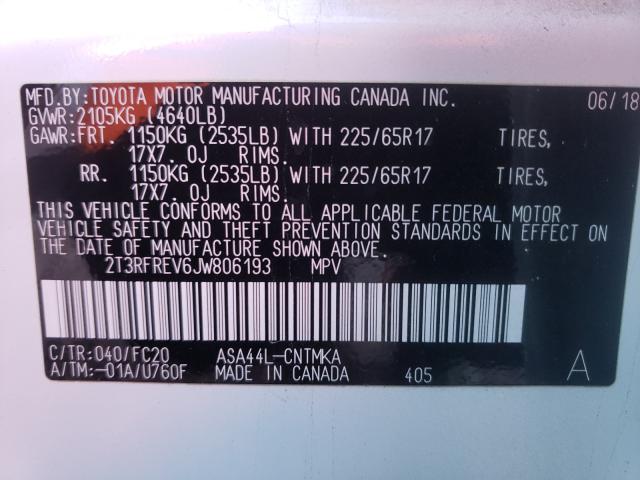 MFD.BY:TOYOTA MOTOR MANUFACTURING CANADA INC. 06/18
GVWR:2105KG (4640LB)
GAWR:FRT. 1150KG (2535LB) WITH 225/65R17 TIRES,
17X7.0J RIMS.
RR. 1150KG (2535LB) WITH 225/65R17 TIRES,
17X7.0J RIMS.
THIS VEHICLE CONFORMS TO ALL APPLICABLE FEDERAL MOTOR
VEHICLE SAFETY AND THEFT PREVENTION STANDARDS IN EFFECT ON
THE DATE OF MANUFACTURE SHOWN ABOVE.
2T3RFREV6JW806193 MPV
C/TR:040/FC20 ASA44L-CNTMKA
A/TM:-01A/U760F MADE IN CANADA 405 A